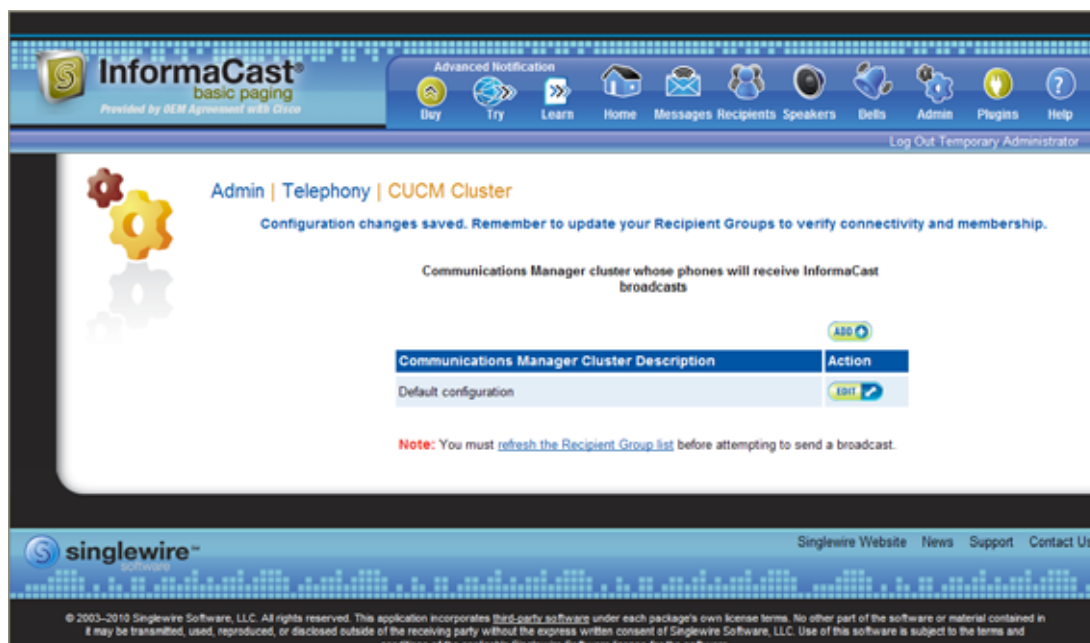 InformaCast®
basic paging
Provided by OEM Agreement with Cisco
Advanced Notification
Buy Try Learn Home Messages Recipients Speakers Bells Admin Plugins Help
Log Out Temporary Administrator
Admin | Telephony | CUCM Cluster
Configuration changes saved. Remember to update your Recipient Groups to verify connectivity and membership.
Communications Manager cluster whose phones will receive InformaCast
broadcasts
ADD
Communications Manager Cluster Description Action
Default configuration EDIT
Note: You must refresh the Recipient Group list before attempting to send a broadcast.
singlewire℠
software
Singlewire Website News Support Contact Us
© 2003–2010 Singlewire Software, LLC. All rights reserved. This application incorporates third-party software under each package's own license terms. No other part of the software or material contained in
it may be transmitted, used, reproduced, or disclosed outside of the receiving party without the express written consent of Singlewire Software, LLC. Use of this software is subject to the terms and